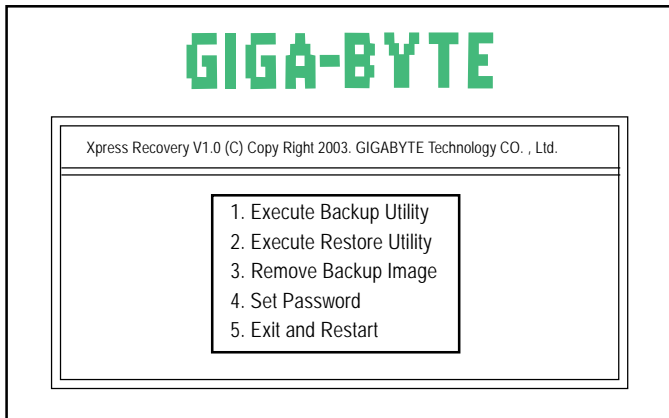 GIGA-BYTE
Xpress Recovery V1.0 (C) Copy Right 2003. GIGABYTE Technology CO. , Ltd.
1. Execute Backup Utility
2. Execute Restore Utility
3. Remove Backup Image
4. Set Password
5. Exit and Restart